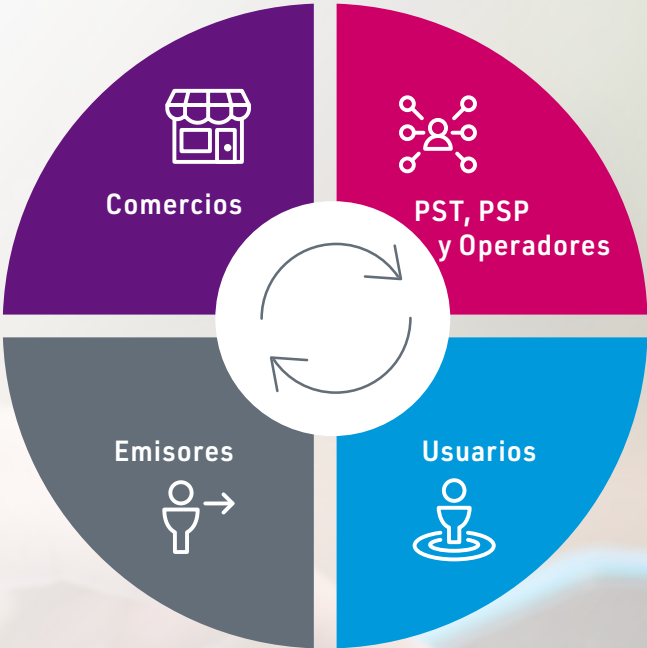 Comercios
PST, PSP
y Operadores
Emisores
Usuarios